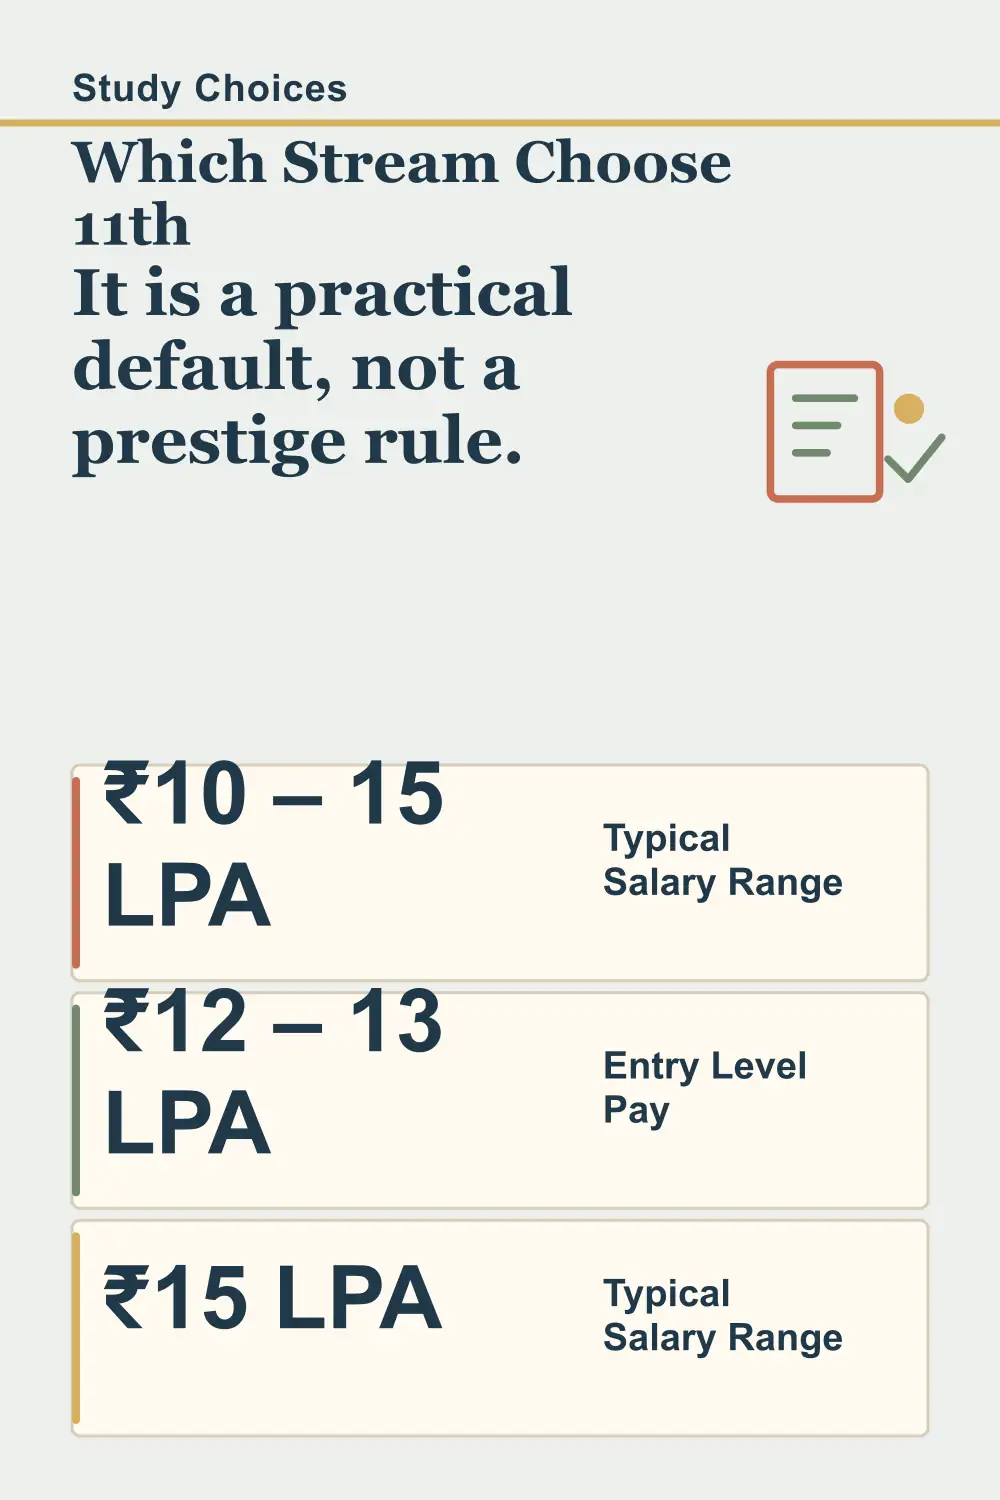 Study Choices
Which Stream Choose
11th
It is a practical
default, not a
prestige rule.
₹10 – 15
LPA
Typical
Salary Range
₹12 – 13
LPA
Entry Level
Pay
₹15 LPA
Typical
Salary Range